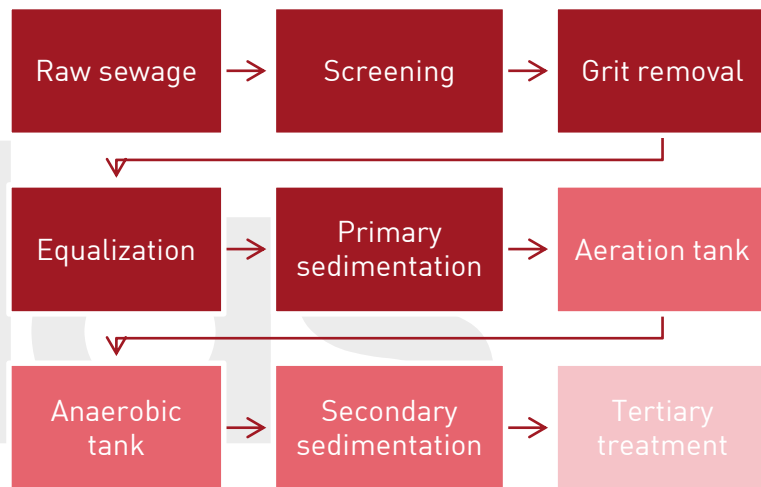 Raw sewage
Screening
Grit removal
Equalization
Primary
sedimentation
Aeration tank
Anaerobic
tank
Secondary
sedimentation
Tertiary
treatment